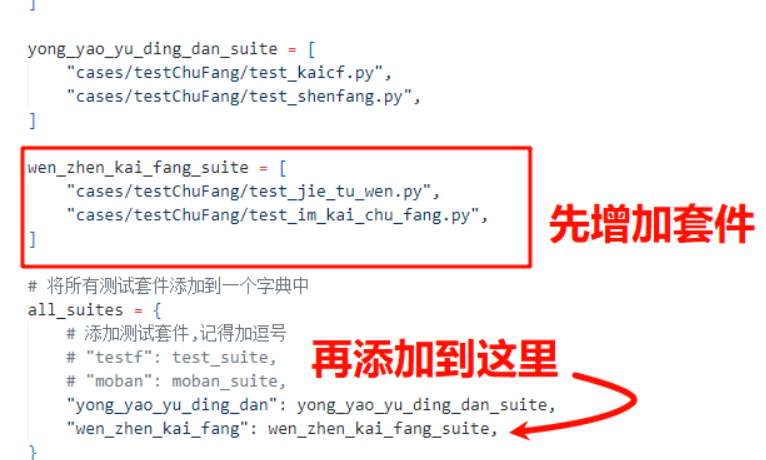 ]
yong_yao_yu_ding_dan_suite = [
"cases/testChuFang/test_kaicf.py",
"cases/testChuFang/test_shenfang.py",
]
wen_zhen_kai_fang_suite = [
"cases/testChuFang/test_jie_tu_wen.py",
"cases/testChuFang/test_im_kai_chu_fang.py",
]
先增加套件
# 将所有测试套件添加到一个字典中
all_suites = {
# 添加测试套件,记得加逗号
# "testf": test_suite,
再添加到这里
# "moban": moban_suite,
"yong_yao_yu_ding_dan": yong_yao_yu_ding_dan_suite,
"wen_zhen_kai_fang": wen_zhen_kai_fang_suite,
}